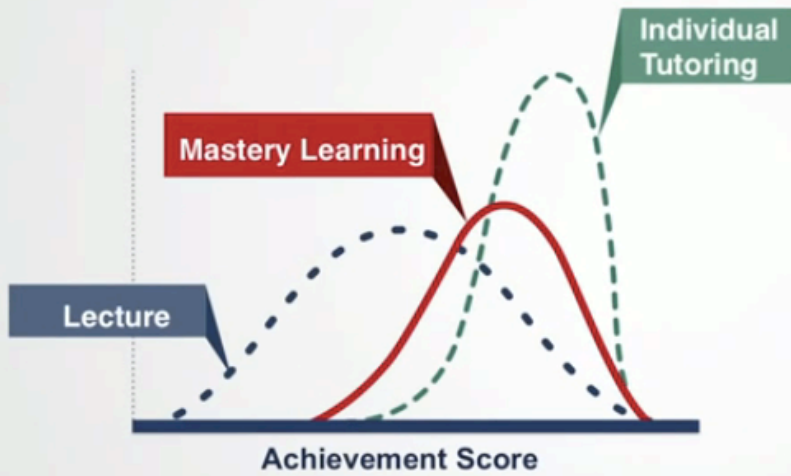 Individual
Tutoring
Mastery Learning
Lecture
Achievement Score